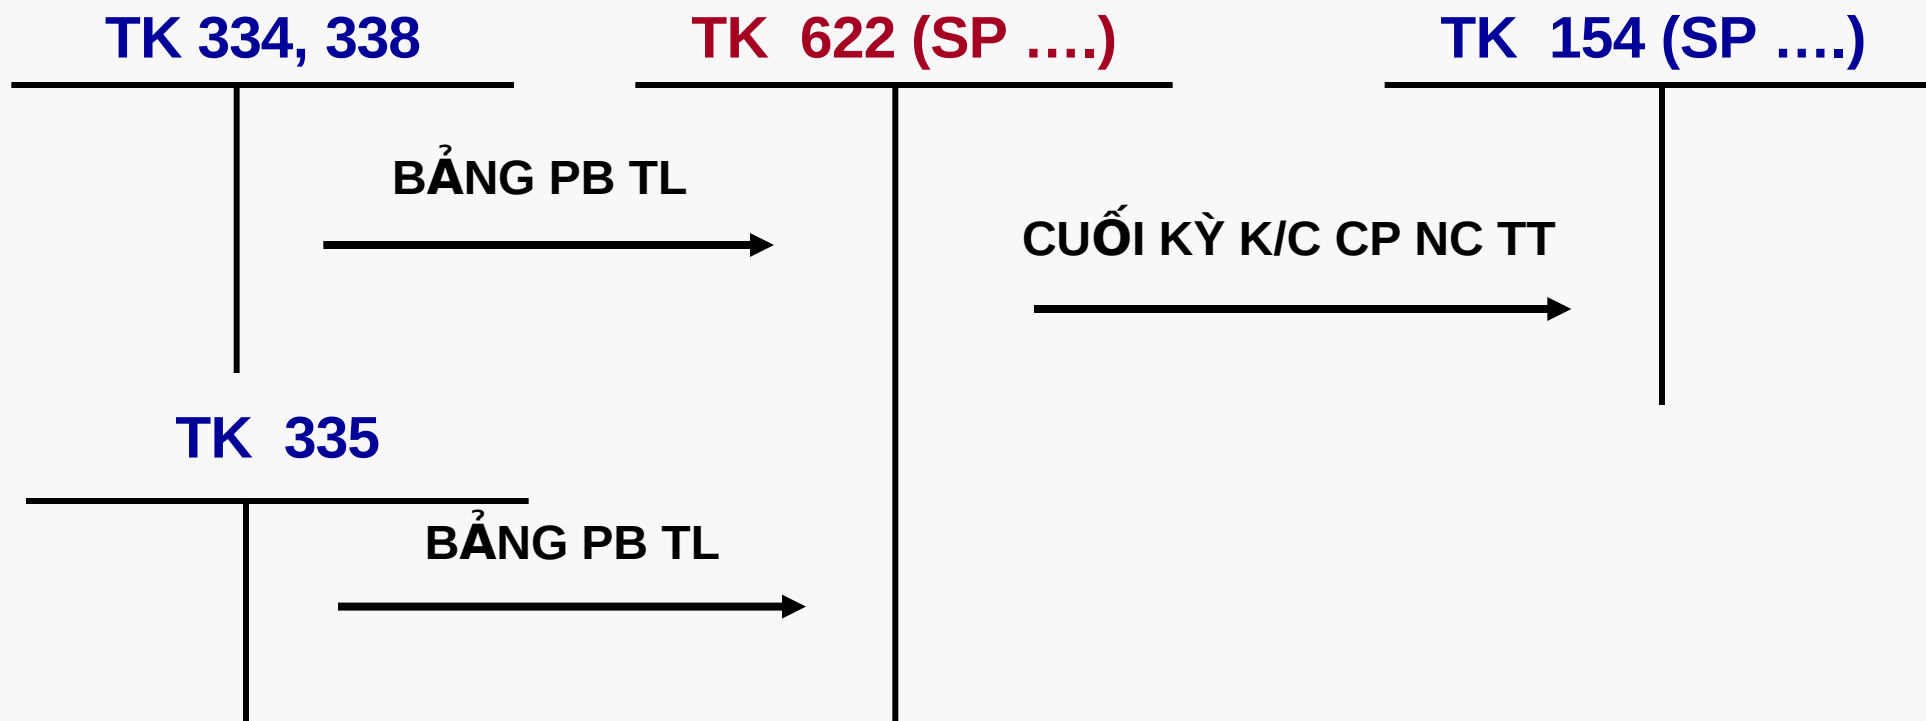 TK 334, 338
TK 622 (SP ....)
TK 154 (SP ....)
BẢNG PB TL
CUỐI KỲ K/C CP NC TT
TK 335
BẢNG PB TL